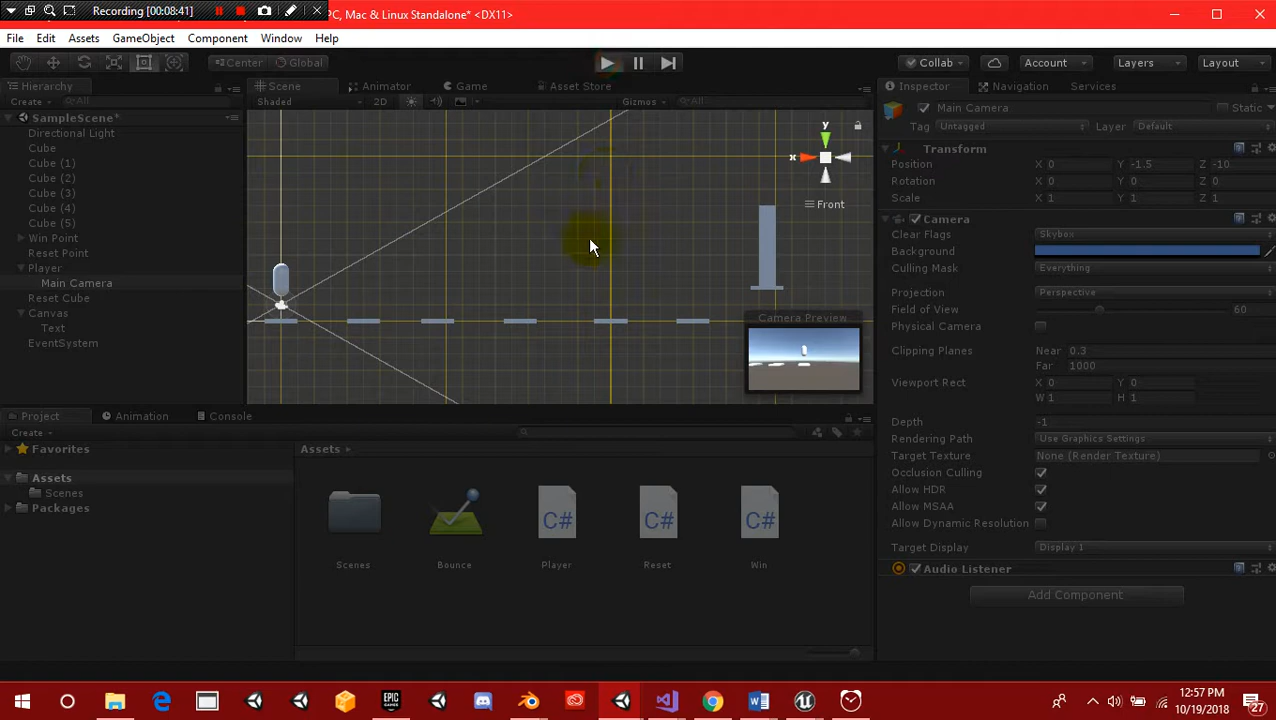 Recording [00:08:41]
PC, Mac & Linux Standalone* <DX11>
File Edit Assets GameObject Component Window Help
Center Global Collab Account Layers Layout
Hierarchy Scene Animator Game Asset Store Inspector Navigation Services
Create All Shaded 2D Gizmos All
Main Camera Static
Tag Untagged Layer Default
SampleScene*
Directional Light
Cube
Cube (1)
Cube (2)
Cube (3)
Cube (4)
Cube (5)
Win Point
Reset Point
Player
Main Camera
Reset Cube
Canvas
Text
EventSystem
y
x
Front
Camera Preview
Transform
Position X 0 Y -1.5 Z -10
Rotation X 0 Y 0 Z 0
Scale X 1 Y 1 Z 1
Camera
Clear Flags Skybox
Background
Culling Mask Everything
Projection Perspective
Field of View 60
Physical Camera
Clipping Planes Near 0.3
Far 1000
Viewport Rect X 0 Y 0
W 1 H 1
Depth -1
Rendering Path Use Graphics Settings
Target Texture None (Render Texture)
Occlusion Culling
Allow HDR
Allow MSAA
Allow Dynamic Resolution
Target Display Display 1
Audio Listener
Add Component
Project Animation Console
Create
Favorites
Assets
Scenes
Packages
Assets
C# C# C#
Scenes Bounce Player Reset Win
EPIC GAMES
12:57 PM
10/19/2018
27